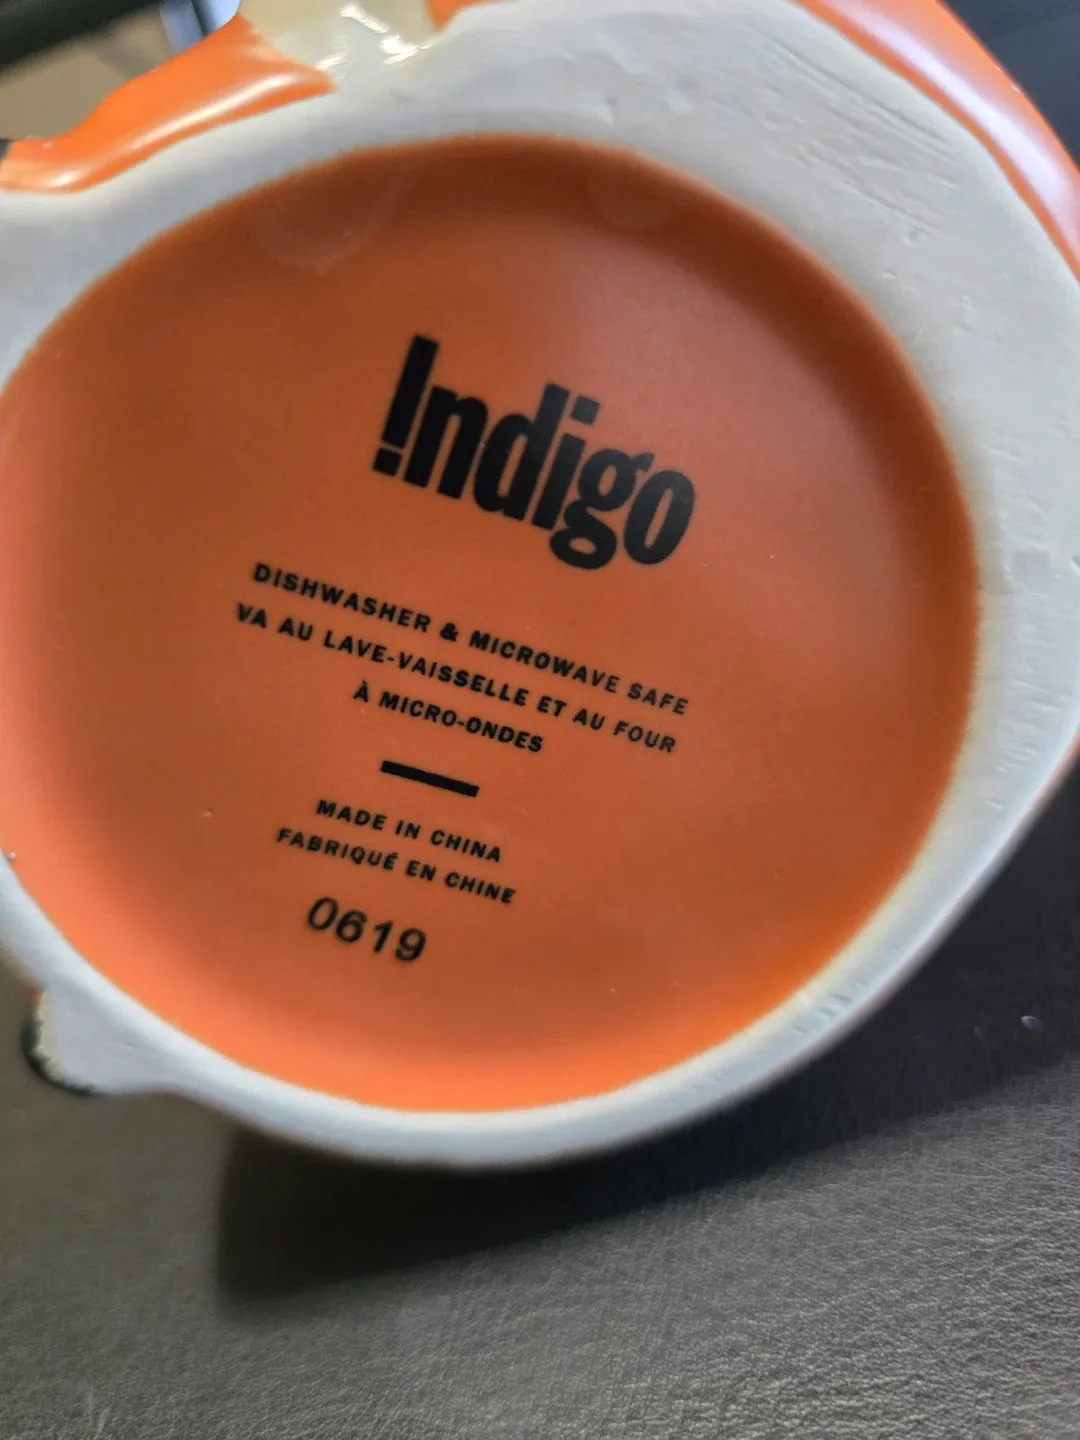 Indigo
DISHWASHER & MICROWAVE SAFE
VA AU LAVE-VAISSELLE ET AU FOUR
À MICRO-ONDES
MADE IN CHINA
FABRIQUÉ EN CHINE
0619